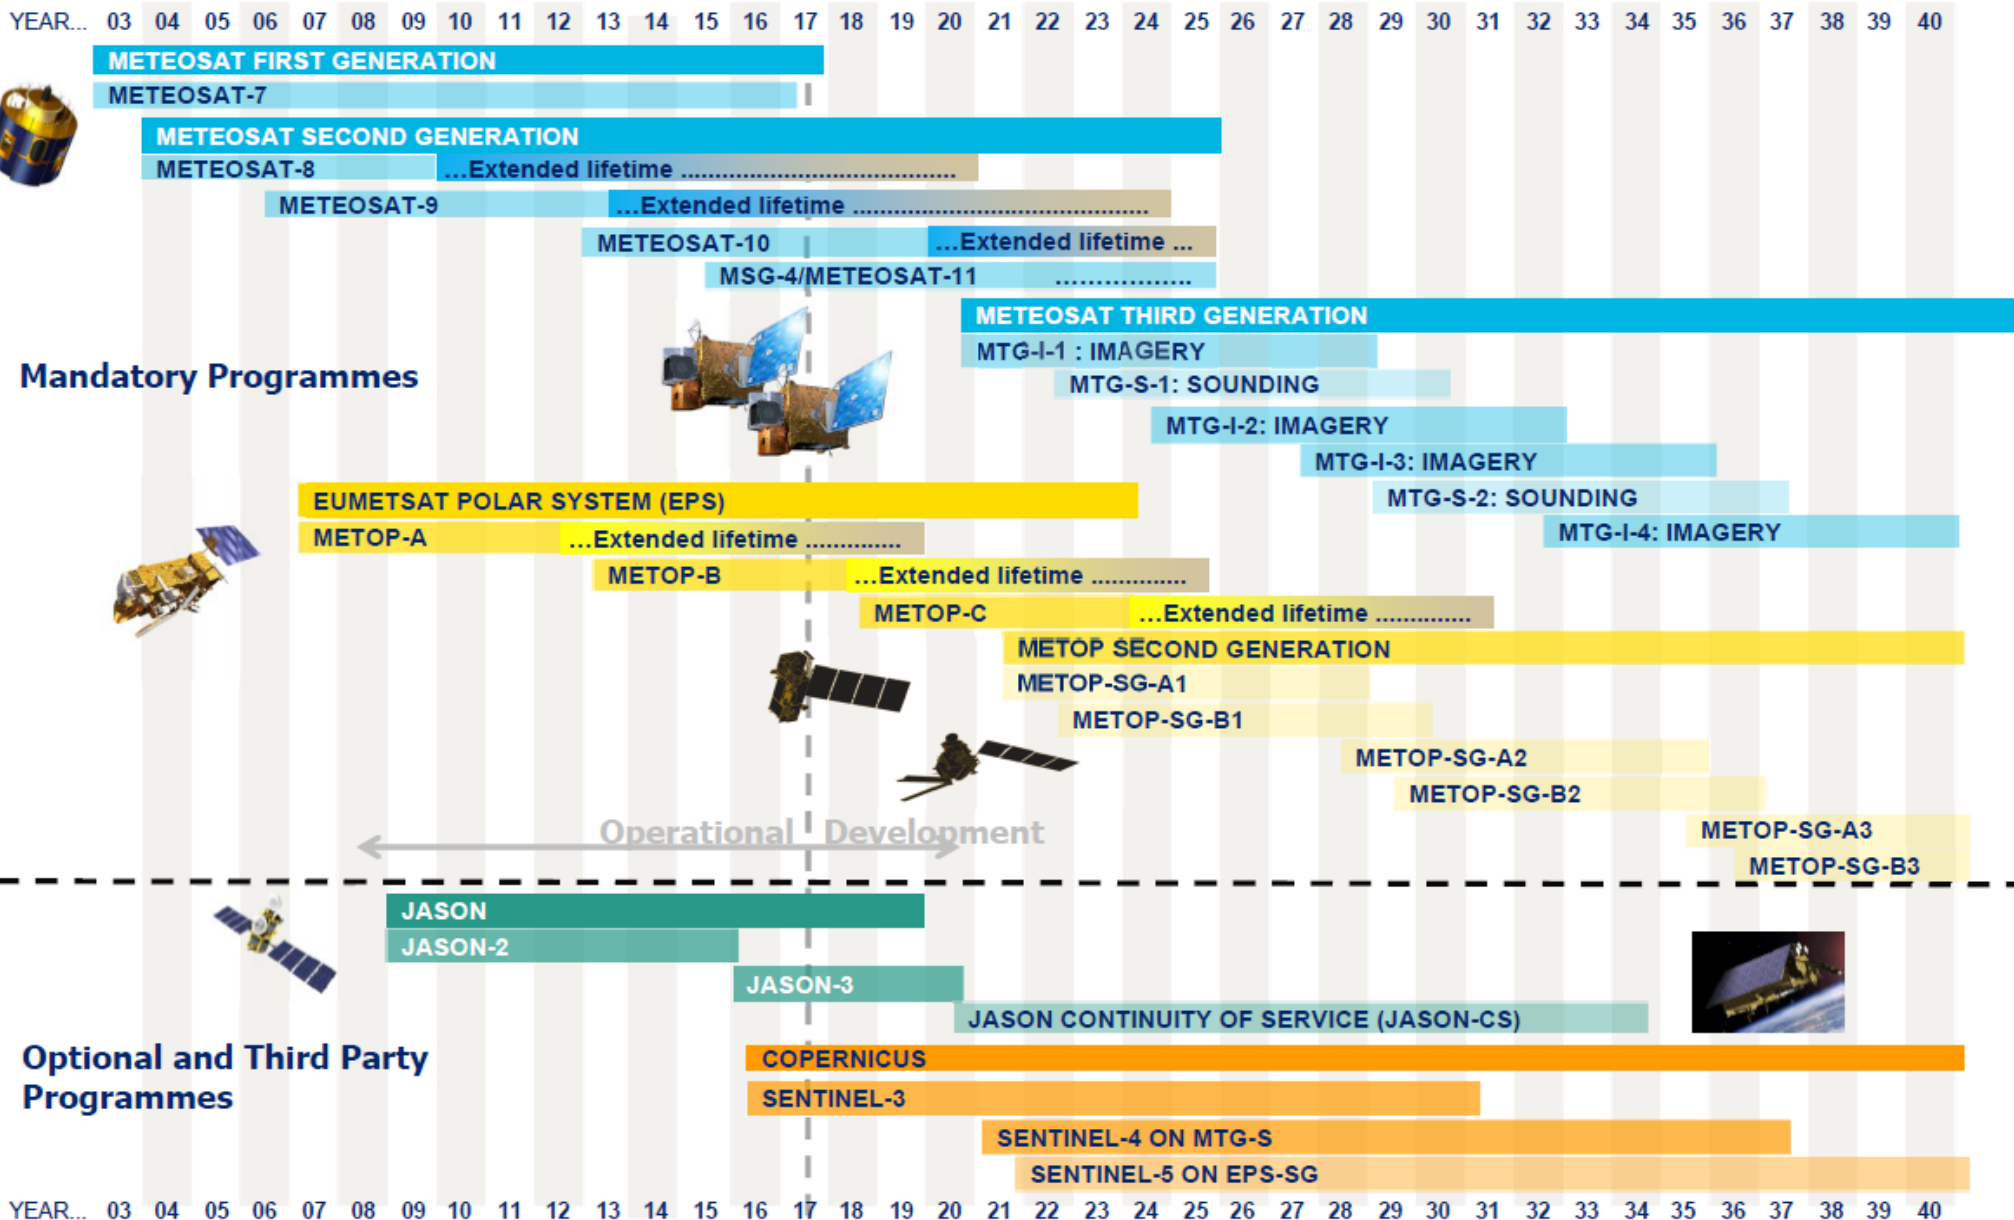 YEAR... 03 04 05 06 07 08 09 10 11 12 13 14 15 16 17 18 19 20 21 22 23 24 25 26 27 28 29 30 31 32 33 34 35 36 37 38 39 40
METEOSAT FIRST GENERATION
METEOSAT-7
METEOSAT SECOND GENERATION
METEOSAT-8 ...Extended lifetime ........................................
METEOSAT-9 ...Extended lifetime ...........................................
METEOSAT-10 ...Extended lifetime ...
MSG-4/METEOSAT-11 .................
METEOSAT THIRD GENERATION
MTG-I-1 : IMAGERY
Mandatory Programmes
MTG-S-1: SOUNDING
MTG-I-2: IMAGERY
MTG-I-3: IMAGERY
EUMETSAT POLAR SYSTEM (EPS)
MTG-S-2: SOUNDING
METOP-A ...Extended lifetime ..............
MTG-I-4: IMAGERY
METOP-B ...Extended lifetime ..............
METOP-C ...Extended lifetime ..............
METOP SECOND GENERATION
METOP-SG-A1
METOP-SG-B1
METOP-SG-A2
METOP-SG-B2
Operational Development
METOP-SG-A3
METOP-SG-B3
JASON
JASON-2
JASON-3
JASON CONTINUITY OF SERVICE (JASON-CS)
Optional and Third Party
Programmes
COPERNICUS
SENTINEL-3
SENTINEL-4 ON MTG-S
SENTINEL-5 ON EPS-SG
YEAR... 03 04 05 06 07 08 09 10 11 12 13 14 15 16 17 18 19 20 21 22 23 24 25 26 27 28 29 30 31 32 33 34 35 36 37 38 39 40